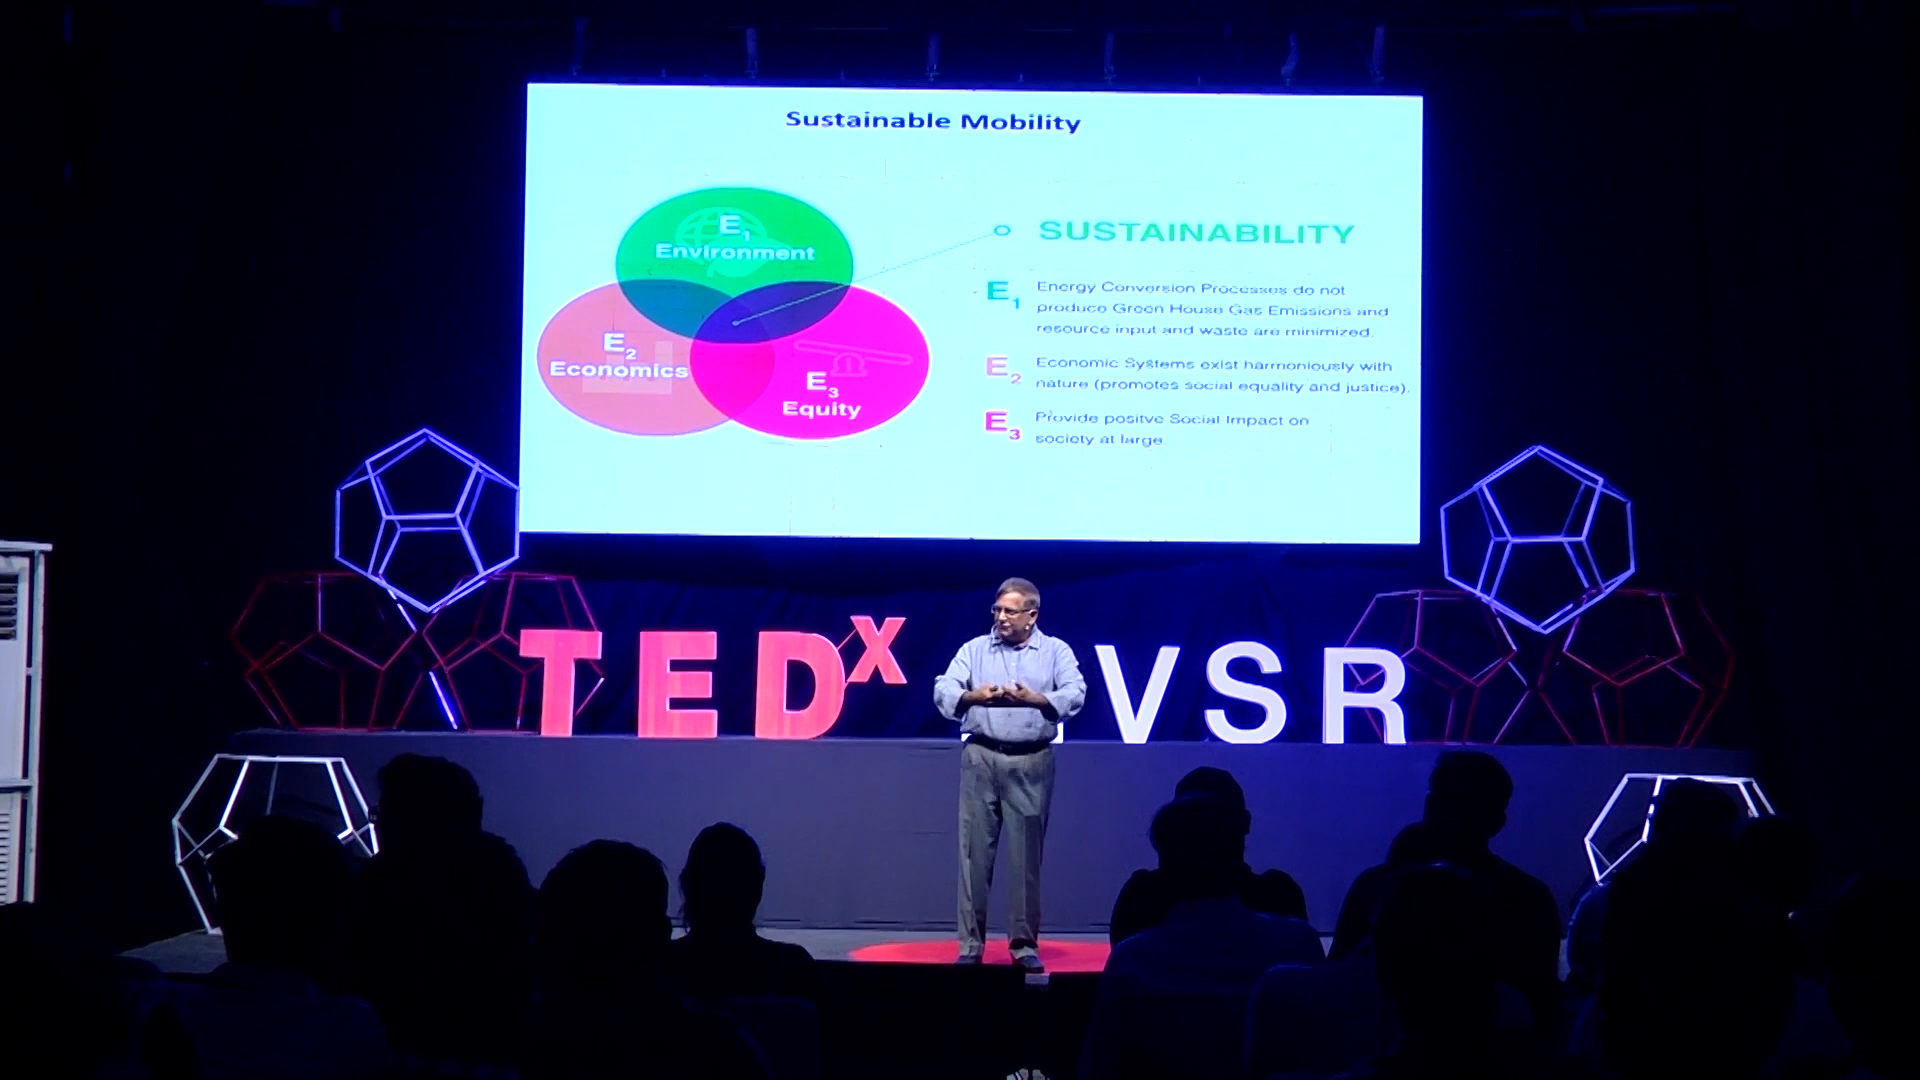 Sustainable Mobility
E1
Environment
E2
Economics
E3
Equity
SUSTAINABILITY
E1 Energy Conversion Processes do not
produce Green House Gas Emissions and
resource input and waste are minimized.
E2 Economic Systems exist harmoniously with
nature (promotes social equality and justice).
E3 Provide positve Social Impact on
society at large
TEDx VSR